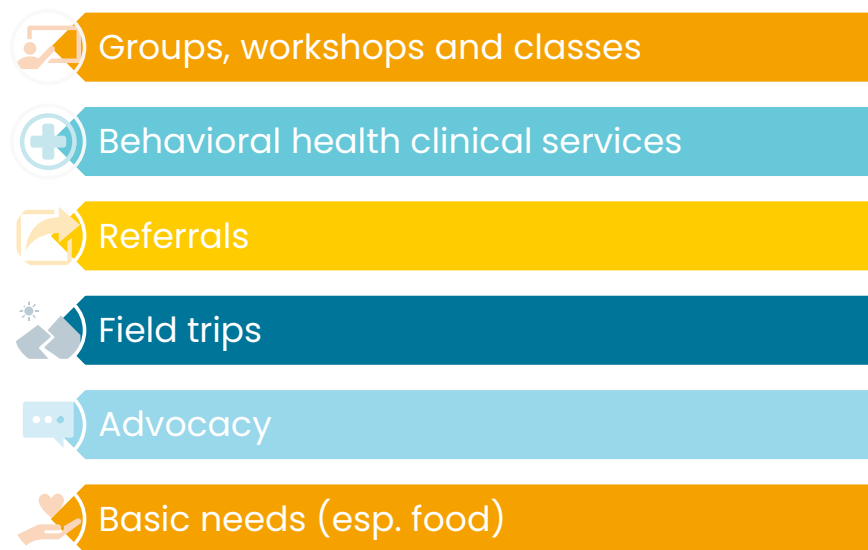 Groups, workshops and classes
Behavioral health clinical services
Referrals
Field trips
Advocacy
Basic needs (esp. food)